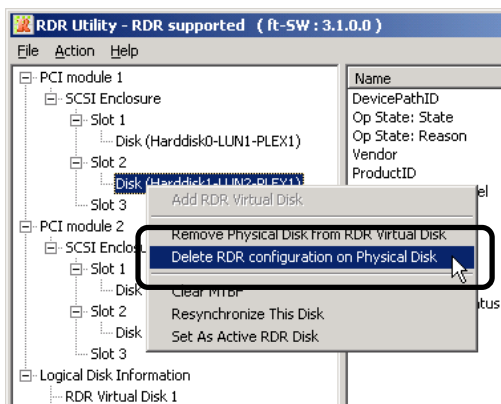 RDR Utility - RDR supported ( ft-SW : 3.1.0.0 )
File Action Help
PCI module 1
SCSI Enclosure
Slot 1
Disk (Harddisk0-LUN1-PLEX1)
Slot 2
Disk (Harddisk1-LUN2-PLEX1)
Slot 3
PCI module 2
SCSI
Slot 1
Disk
Slot 2
Disk
Slot 3
Logical Disk Information
RDR Virtual Disk 1
Name
DevicePathID
Op State: State
Op State: Reason
Vendor
ProductID
Add RDR Virtual Disk
Remove Physical Disk from RDR Virtual Disk
Delete RDR configuration on Physical Disk
Clear MTBF
Resynchronize This Disk
Set As Active RDR Disk